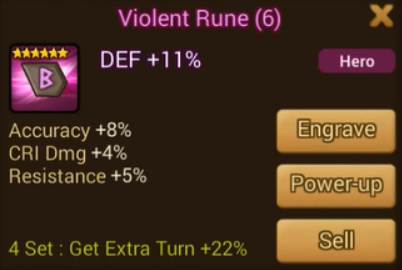 Violent Rune (6)
DEF +11%
Hero
Accuracy +8%
CRI Dmg +4%
Resistance +5%
Engrave
Power-up
Sell
4 Set : Get Extra Turn +22%